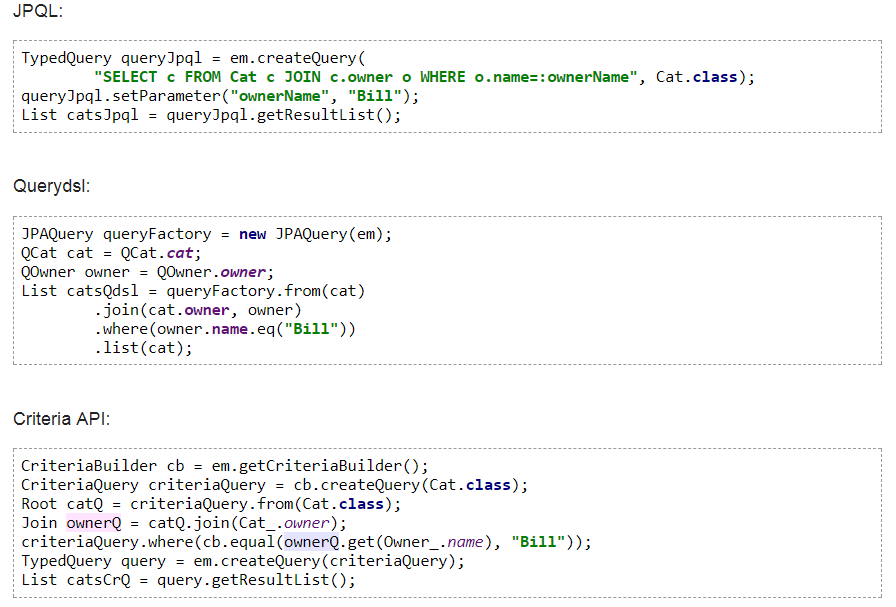 JPQL:
TypedQuery queryJpql = em.createQuery(
"SELECT c FROM Cat c JOIN c.owner o WHERE o.name=:ownerName", Cat.class);
queryJpql.setParameter("ownerName", "Bill");
List catsJpql = queryJpql.getResultList();
Querydsl:
JPAQuery queryFactory = new JPAQuery(em);
QCat cat = QCat.cat;
QOwner owner = QOwner.owner;
List catsQdsl = queryFactory.from(cat)
.join(cat.owner, owner)
.where(owner.name.eq("Bill"))
.list(cat);
Criteria API:
CriteriaBuilder cb = em.getCriteriaBuilder();
CriteriaQuery criteriaQuery = cb.createQuery(Cat.class);
Root catQ = criteriaQuery.from(Cat.class);
Join ownerQ = catQ.join(Cat_.owner);
criteriaQuery.where(cb.equal(ownerQ.get(Owner_.name), "Bill"));
TypedQuery query = em.createQuery(criteriaQuery);
List catsCrQ = query.getResultList();